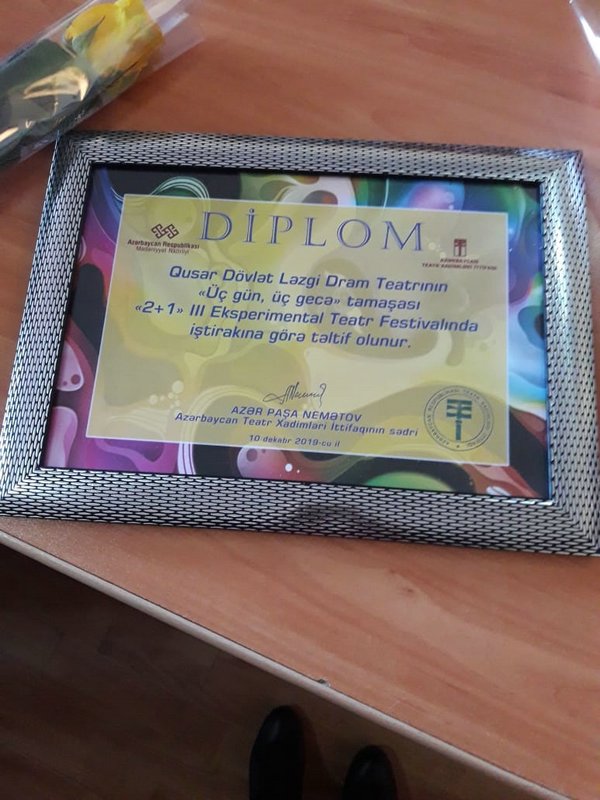 DİPLOM
Azərbaycan Respublikası
Mədəniyyət Nazirliyi
AZƏRBAYCAN
TEATR XADİMLƏRİ İTTİFAQI
Qusar Dövlət Ləzgi Dram Teatrının
«Üç gün, üç gecə» tamaşası
«2+1» III Eksperimental Teatr Festivalında
iştirakına görə təltif olunur.
AZƏR PAŞA NEMƏTOV
Azərbaycan Teatr Xadimləri İttifaqının sədri
10 dekabr 2019-cu il